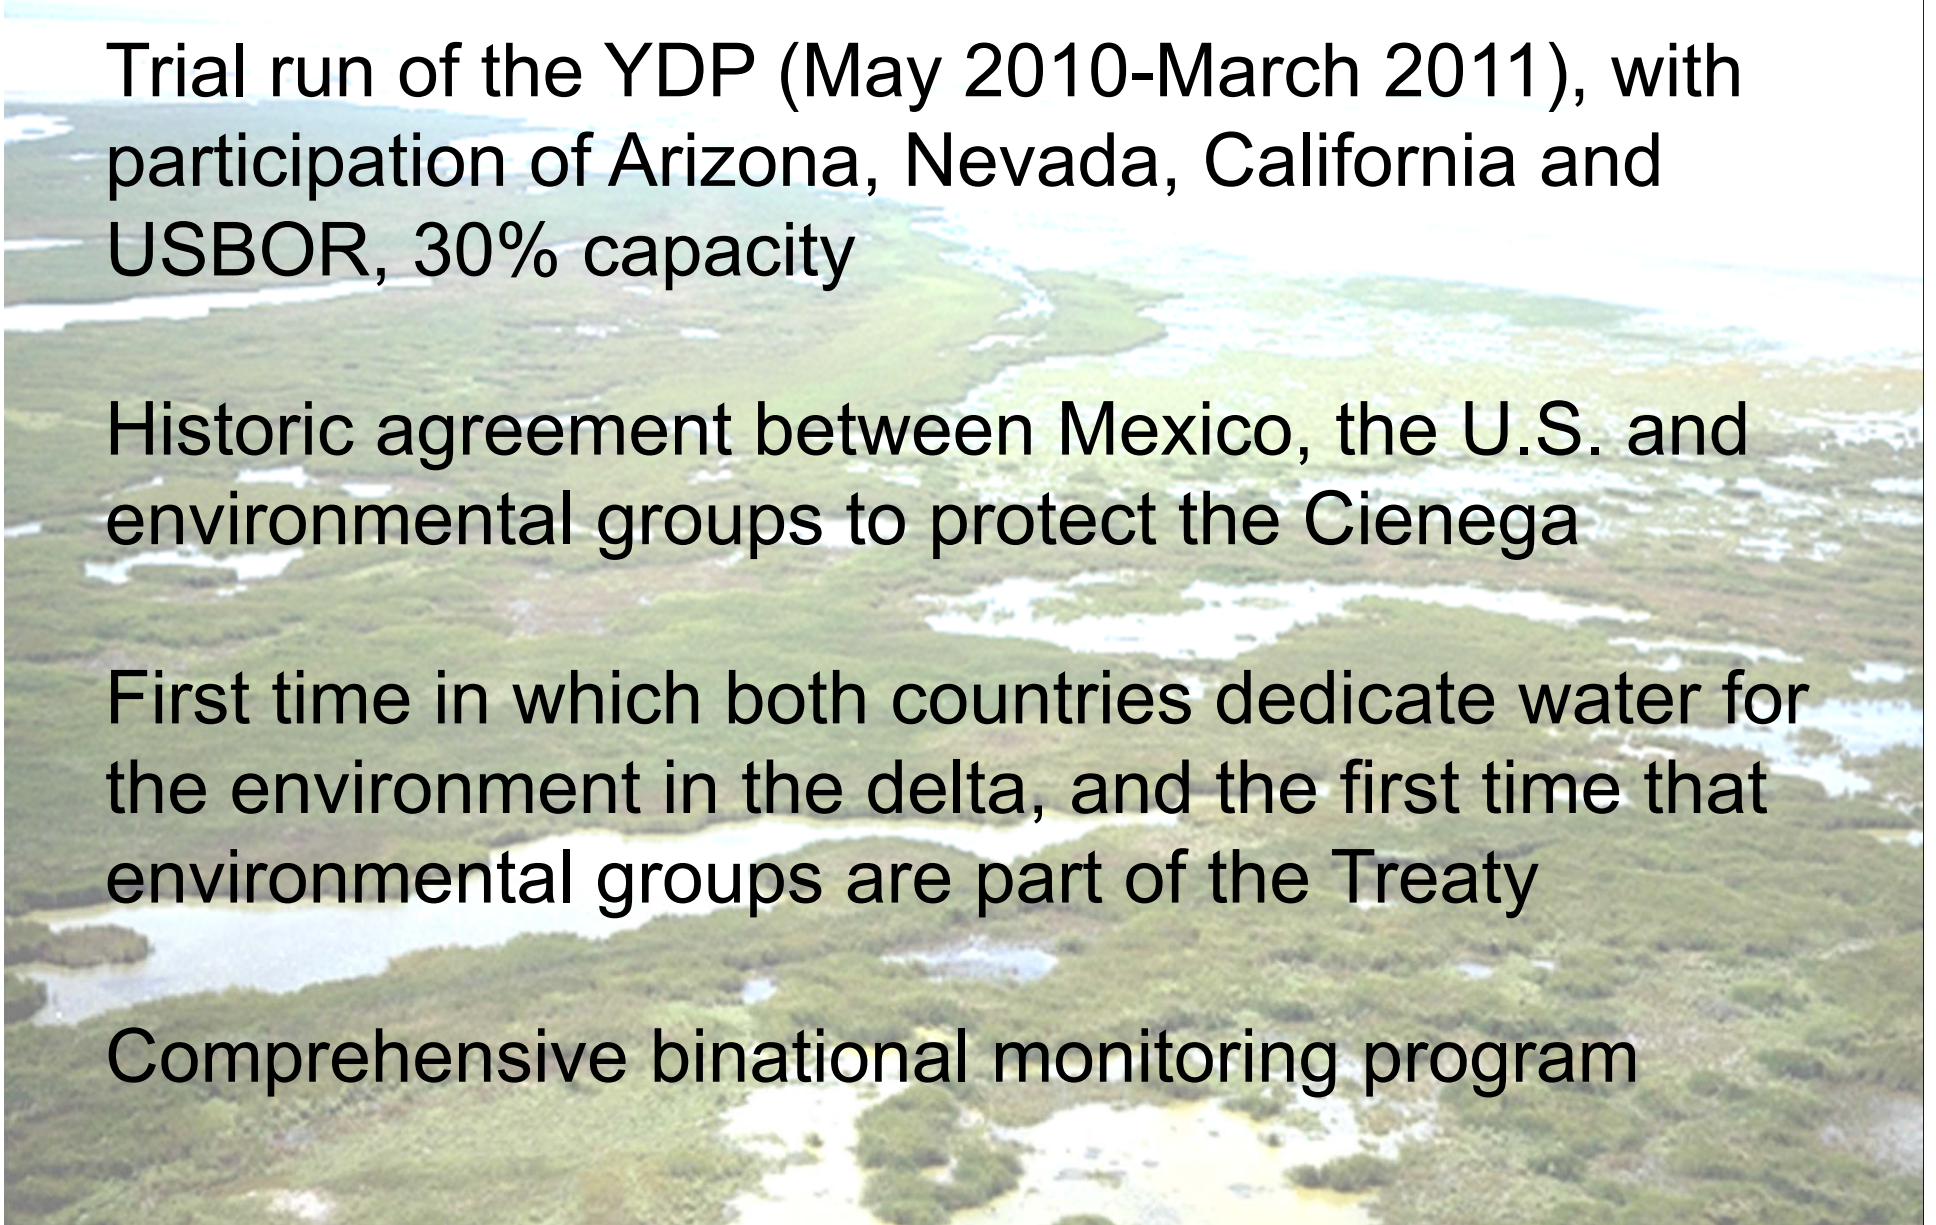 Trial run of the YDP (May 2010-March 2011), with
participation of Arizona, Nevada, California and
USBOR, 30% capacity
Historic agreement between Mexico, the U.S. and
environmental groups to protect the Cienega
First time in which both countries dedicate water for
the environment in the delta, and the first time that
environmental groups are part of the Treaty
Comprehensive binational monitoring program